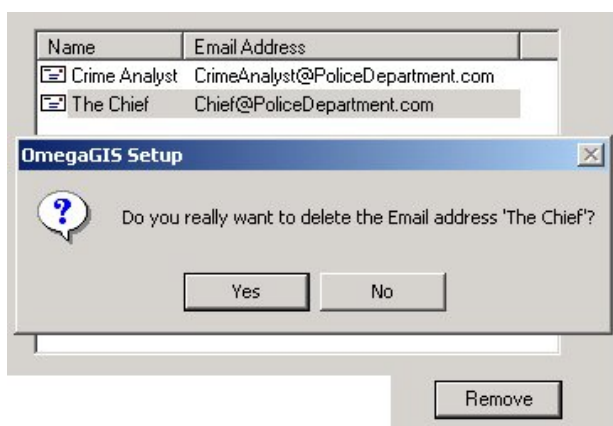 Name Email Address
Crime Analyst CrimeAnalyst@PoliceDepartment.com
The Chief Chief@PoliceDepartment.com
OmegaGIS Setup
Do you really want to delete the Email address 'The Chief'?
Yes No
Remove